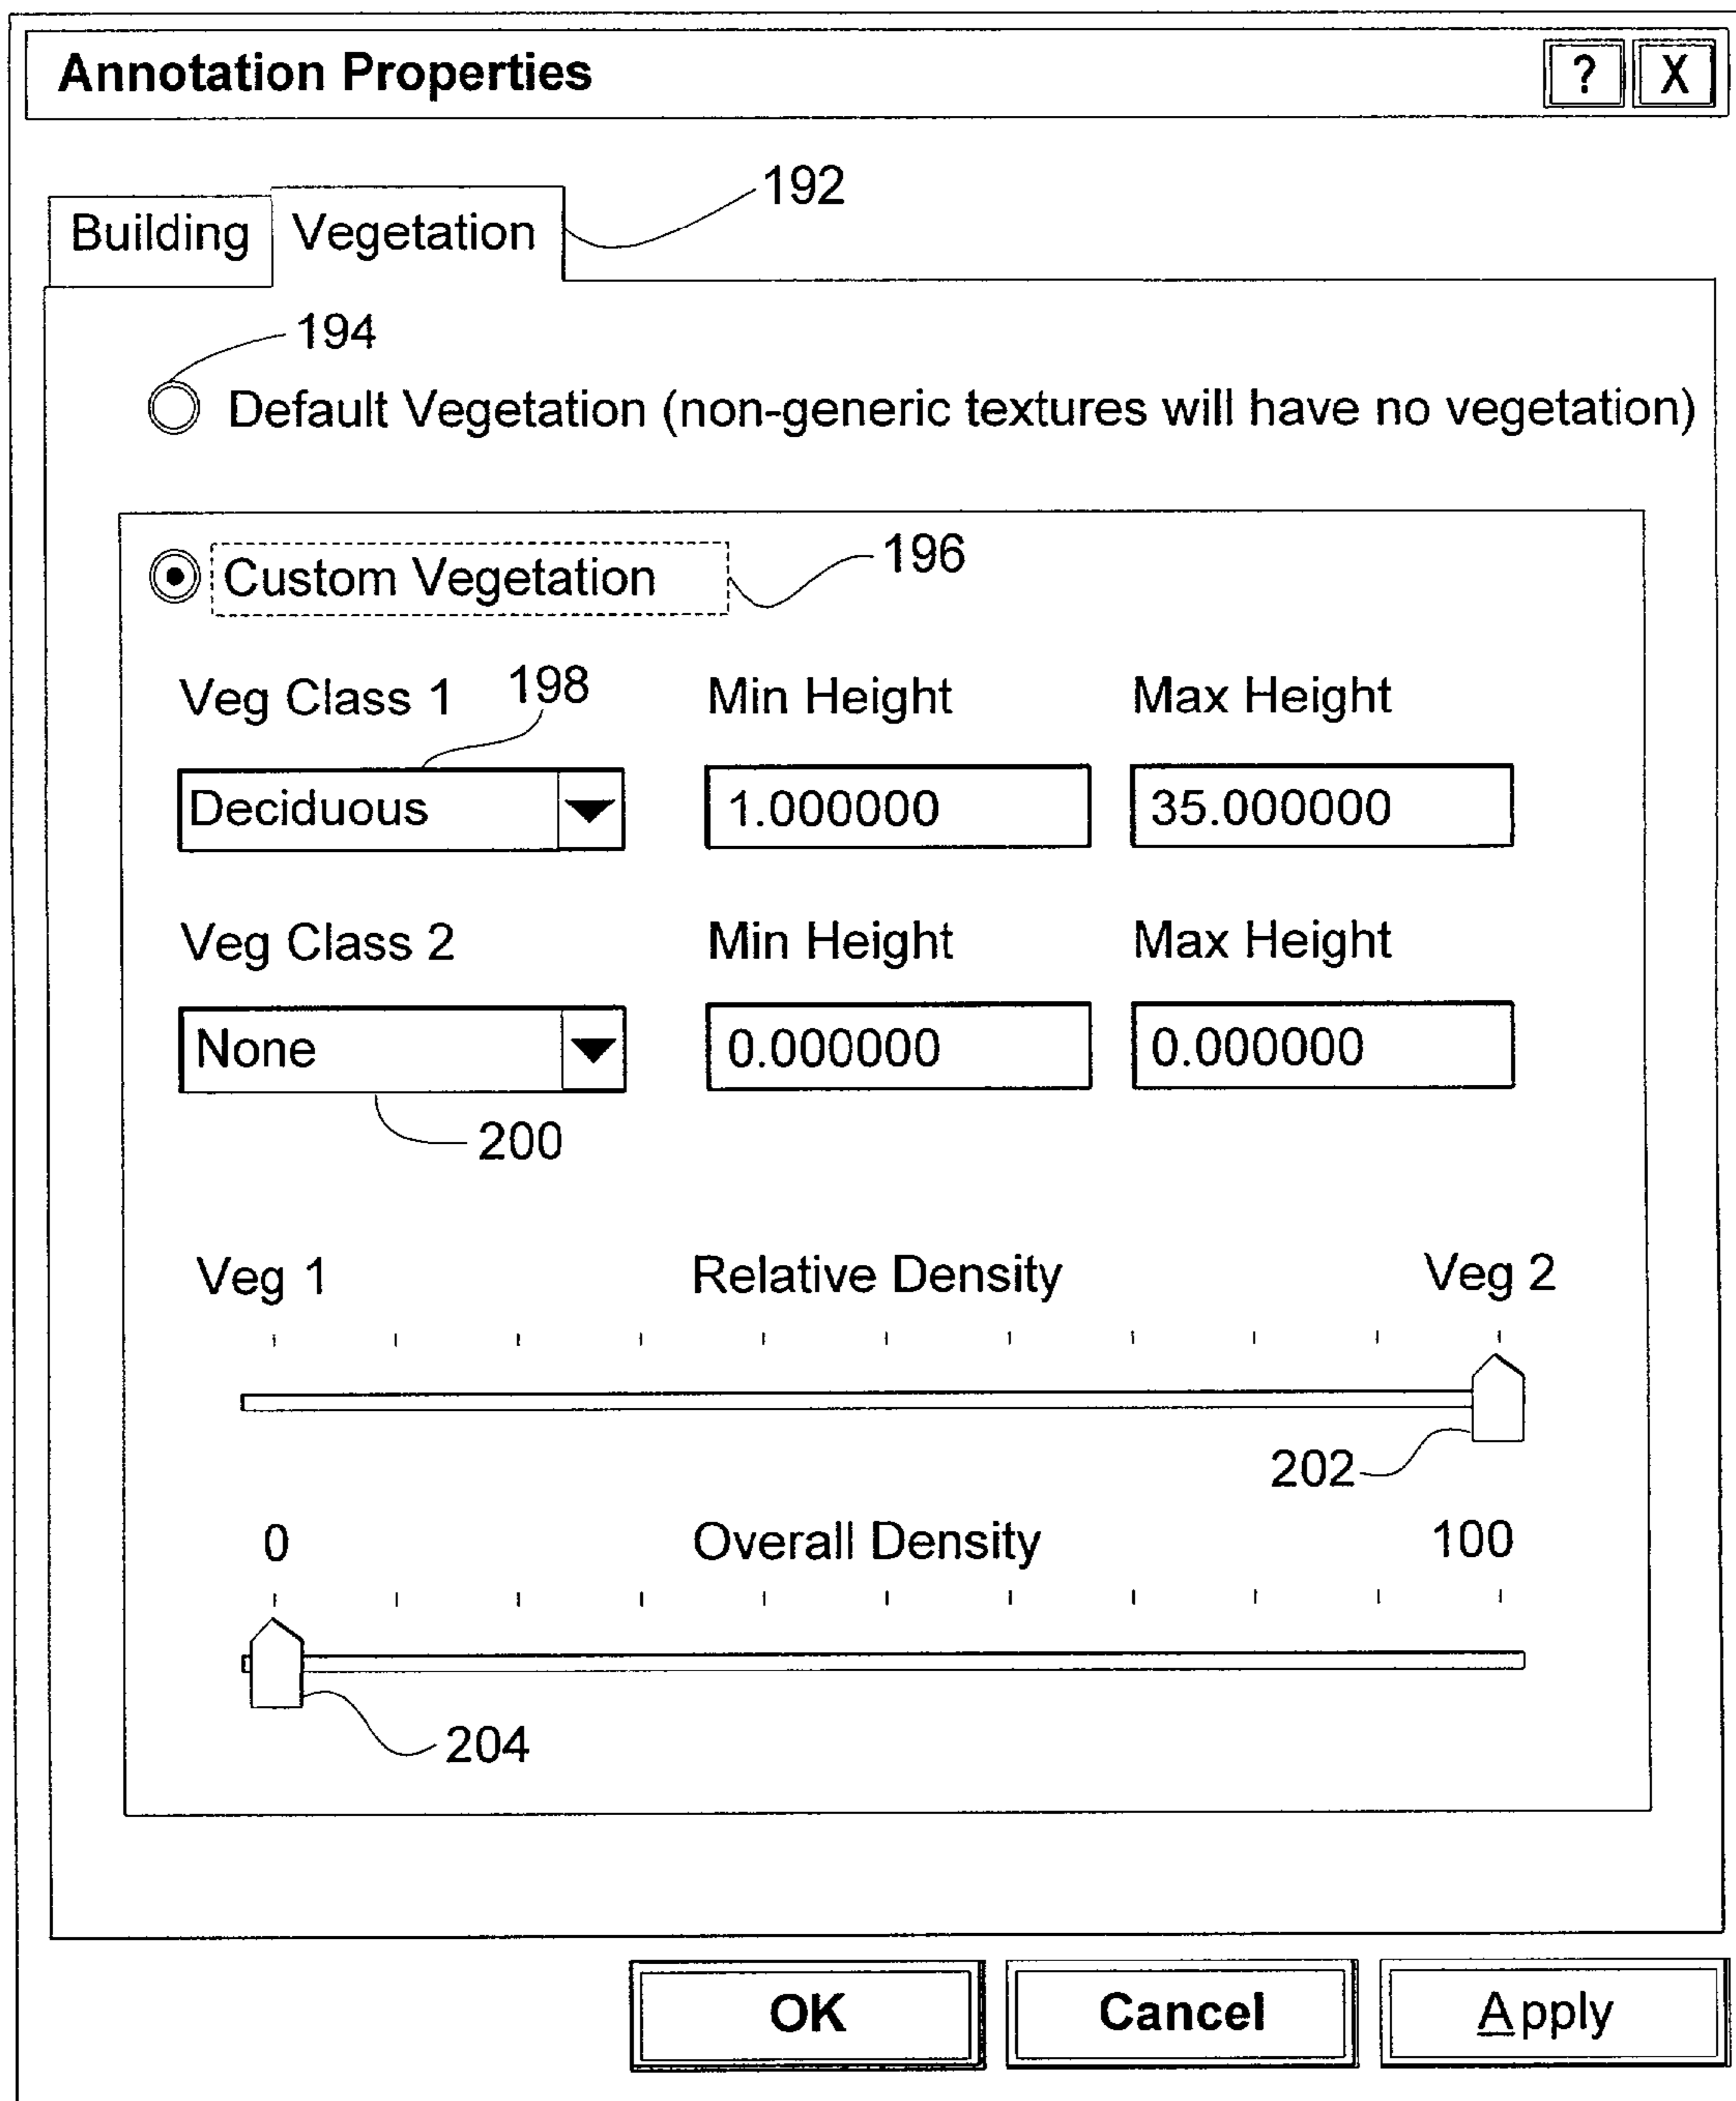 Annotation Properties ? X
192
Building Vegetation
194
Default Vegetation (non-generic textures will have no vegetation)
Custom Vegetation 196
Veg Class 1 198 Min Height Max Height
Deciduous 1.000000 35.000000
Veg Class 2 Min Height Max Height
None 0.000000 0.000000
200
Veg 1 Relative Density Veg 2
202
0 Overall Density 100
204
OK Cancel Apply